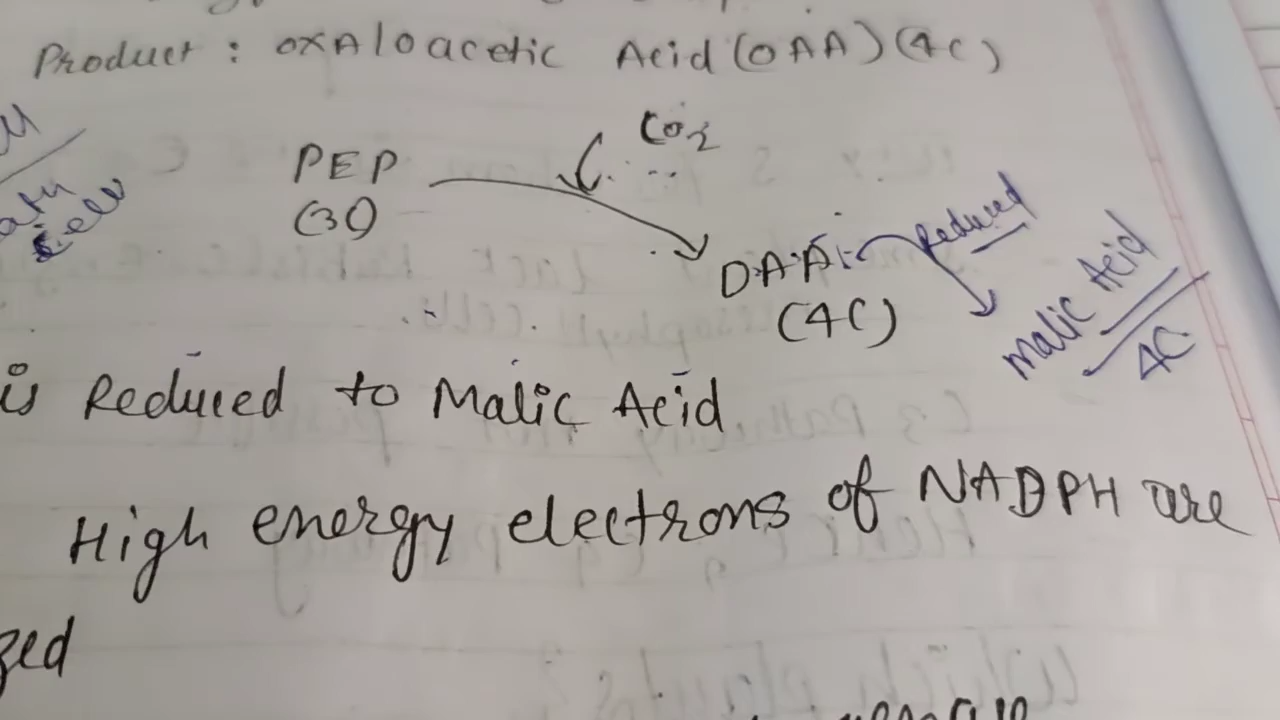 Product : oxAloacetic Acid (OAA) (4C)
CO2
PEP
(3C)
Cell
O.A.A.
(4C)
Reduced
Malic Acid
4C
is Reduced to Malic Acid
High energy electrons of NADPH are
zed